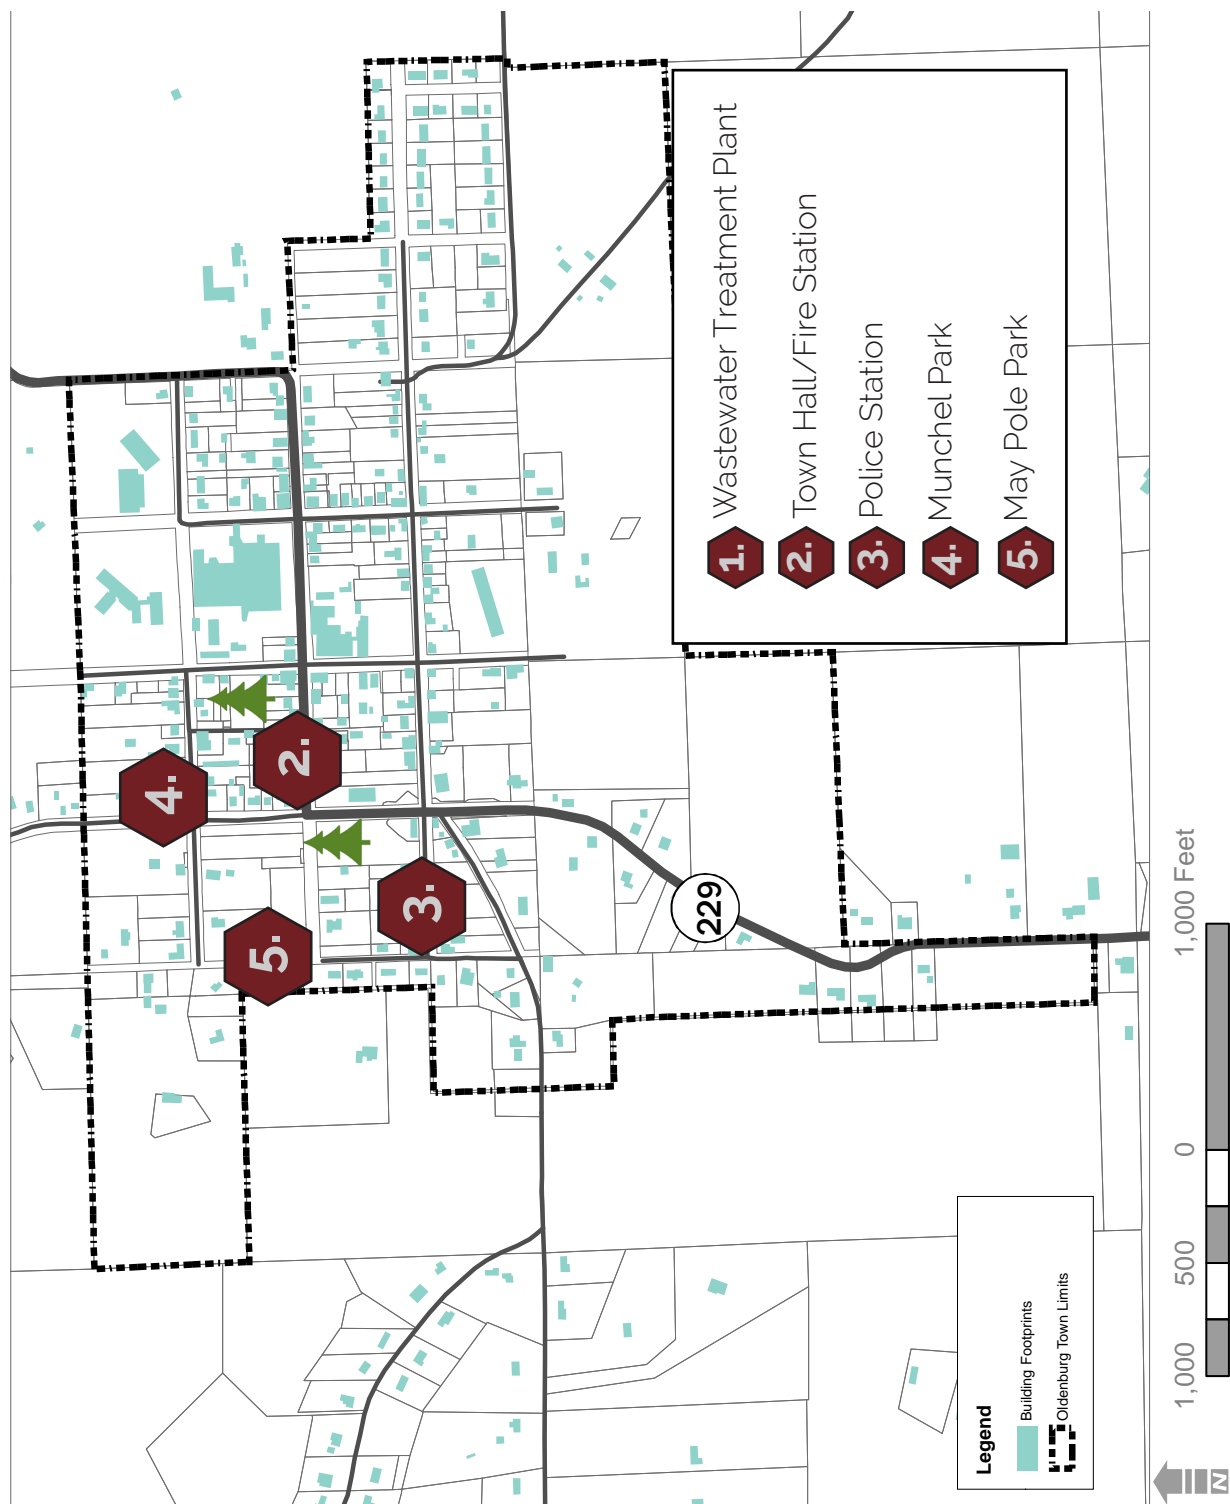 4.
2.
5.
3.
229
1. Wastewater Treatment Plant
2. Town Hall/Fire Station
3. Police Station
4. Munchel Park
5. May Pole Park
Legend
Building Footprints
Oldenburg Town Limits
1,000 500 0 1,000 Feet
N